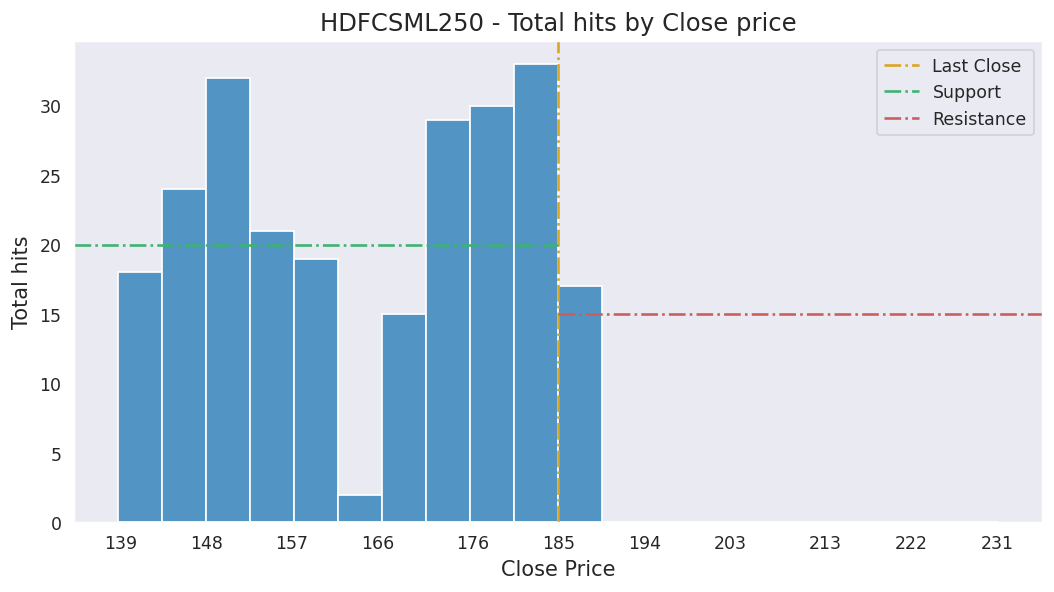 HDFCSML250 - Total hits by Close price
Last Close
Support
Resistance
Total hits
30
25
20
15
10
5
0
139 148 157 166 176 185 194 203 213 222 231
Close Price